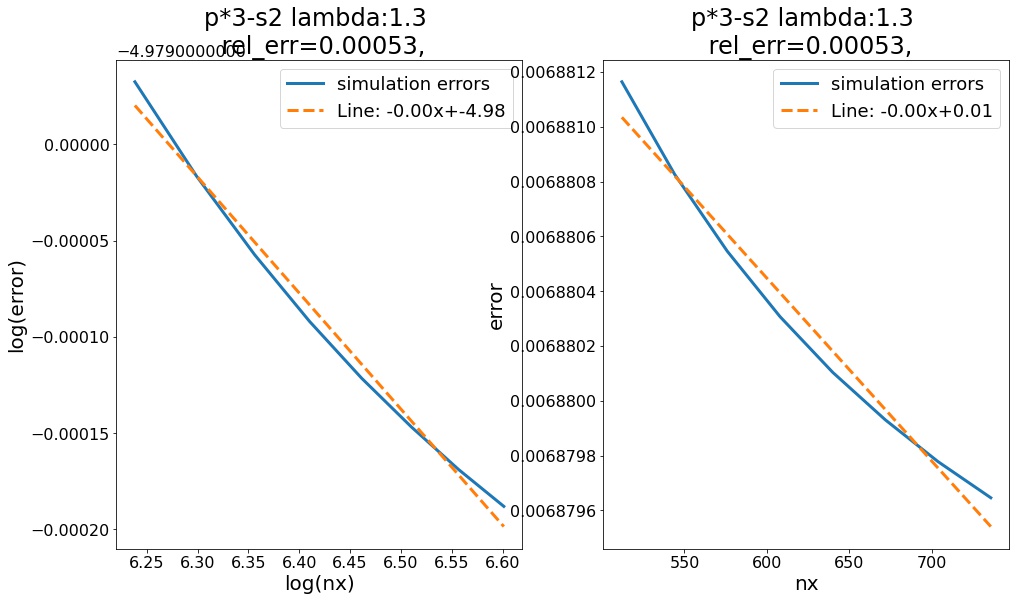 p*3-s2 lambda:1.3
rel_err=0.00053,
−4.9790000000
simulation errors
Line: -0.00x+-4.98
0.00000
−0.00005
−0.00010
−0.00015
−0.00020
log(error)
6.25 6.30 6.35 6.40 6.45 6.50 6.55 6.60
log(nx)
p*3-s2 lambda:1.3
rel_err=0.00053,
simulation errors
Line: -0.00x+0.01
0.0068812
0.0068810
0.0068808
0.0068806
0.0068804
0.0068802
0.0068800
0.0068798
0.0068796
error
550 600 650 700
nx